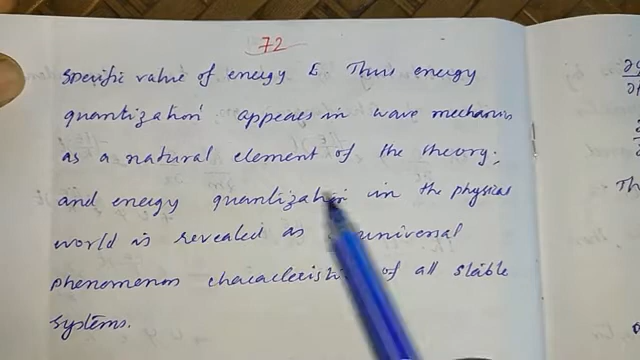 72
specific value of energy E. Thus energy
quantization appears in wave mechanics
as a natural element of the theory;
and energy quantization in the physical
world is revealed as universal
phenomenon characteristic of all stable
systems.
Th